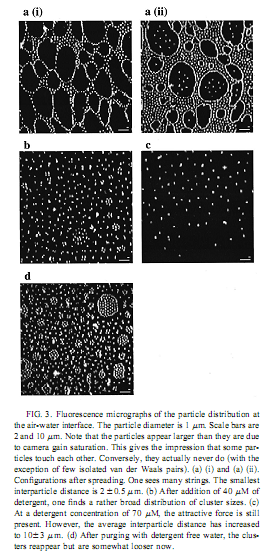 a (i) a (ii)
b c
d
FIG. 3. Fluorescence micrographs of the particle distribution at
the air-water interface. The particle diameter is 1 μm. Scale bars are
2 and 10 μm. Note that the particles appear larger than they are due
to camera gain saturation. This gives the impression that some par-
ticles touch each other. Conversely, they actually never do (with the
exception of few isolated van der Waals pairs). (a) (i) and (a) (ii).
Configurations after spreading. One sees many strings. The smallest
interparticle distance is 2±0.5 μm. (b) After addition of 40 μM of
detergent, one finds a rather broad distribution of cluster sizes. (c)
At a detergent concentration of 70 μM, the attractive force is still
present. However, the average interparticle distance has increased
to 10±3 μm. (d) After purging with detergent free water, the clus-
ters reappear but are somewhat looser now.